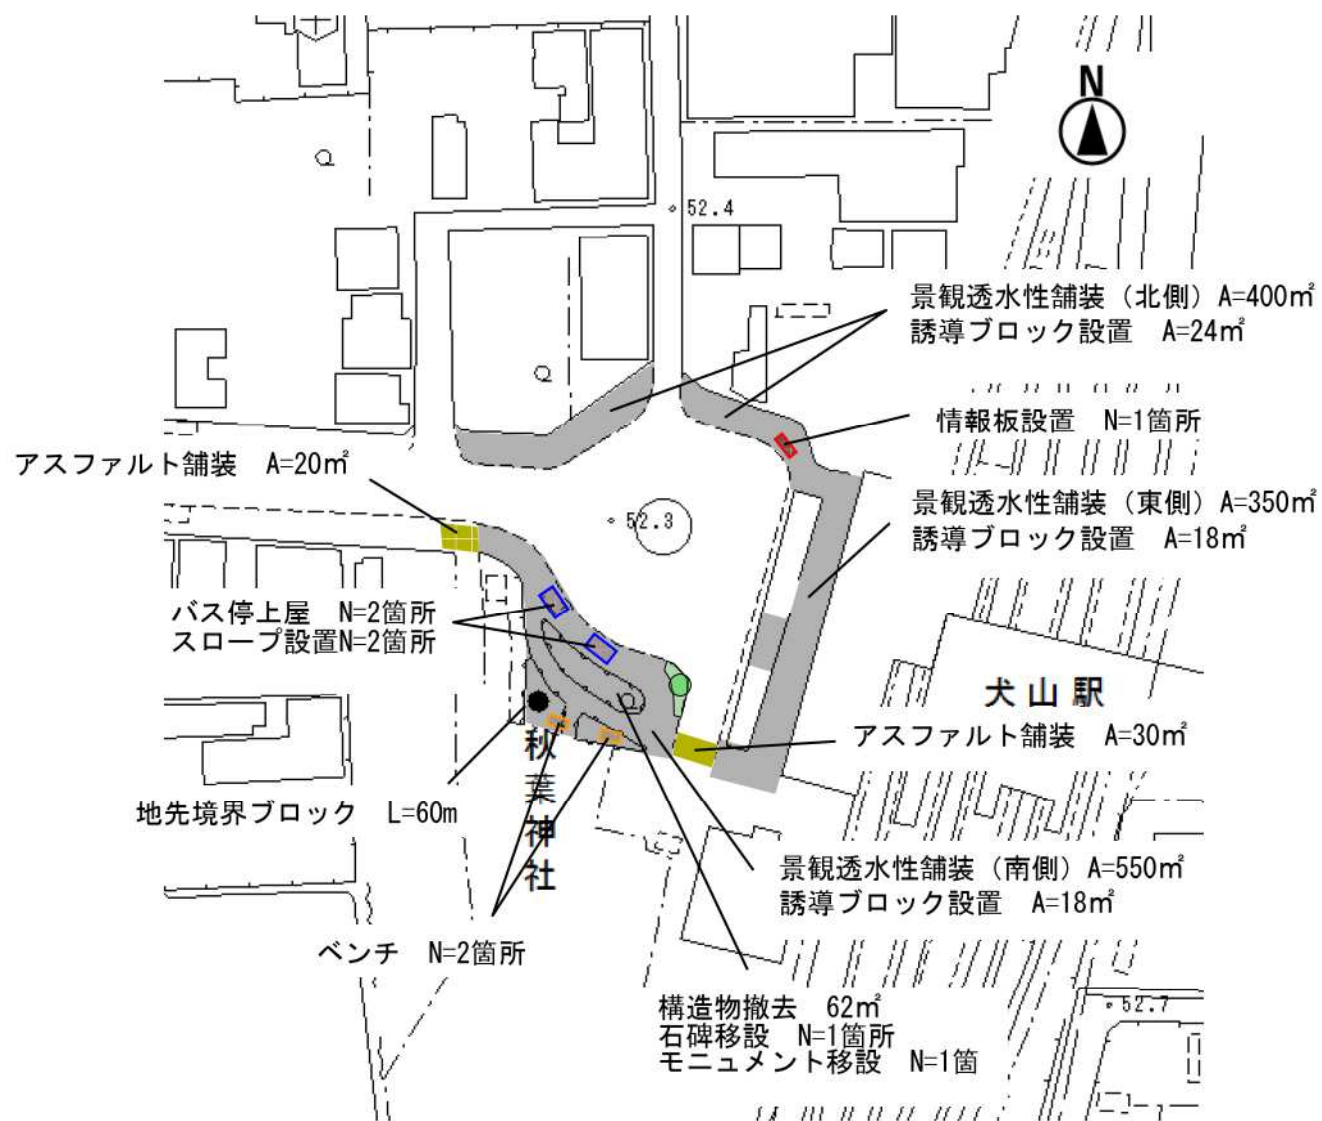 N
52.4
景観透水性舗装（北側）A=400㎡
誘導ブロック設置　A=24㎡
情報板設置　N=1箇所
アスファルト舗装　A=20㎡
景観透水性舗装（東側）A=350㎡
誘導ブロック設置　A=18㎡
52.3
バス停上屋　N=2箇所
スロープ設置N=2箇所
犬山駅
アスファルト舗装　A=30㎡
秋葉神社
地先境界ブロック　L=60m
景観透水性舗装（南側）A=550㎡
誘導ブロック設置　A=18㎡
ベンチ　N=2箇所
構造物撤去　62㎡
石碑移設　N=1箇所
モニュメント移設　N=1箇
52.7